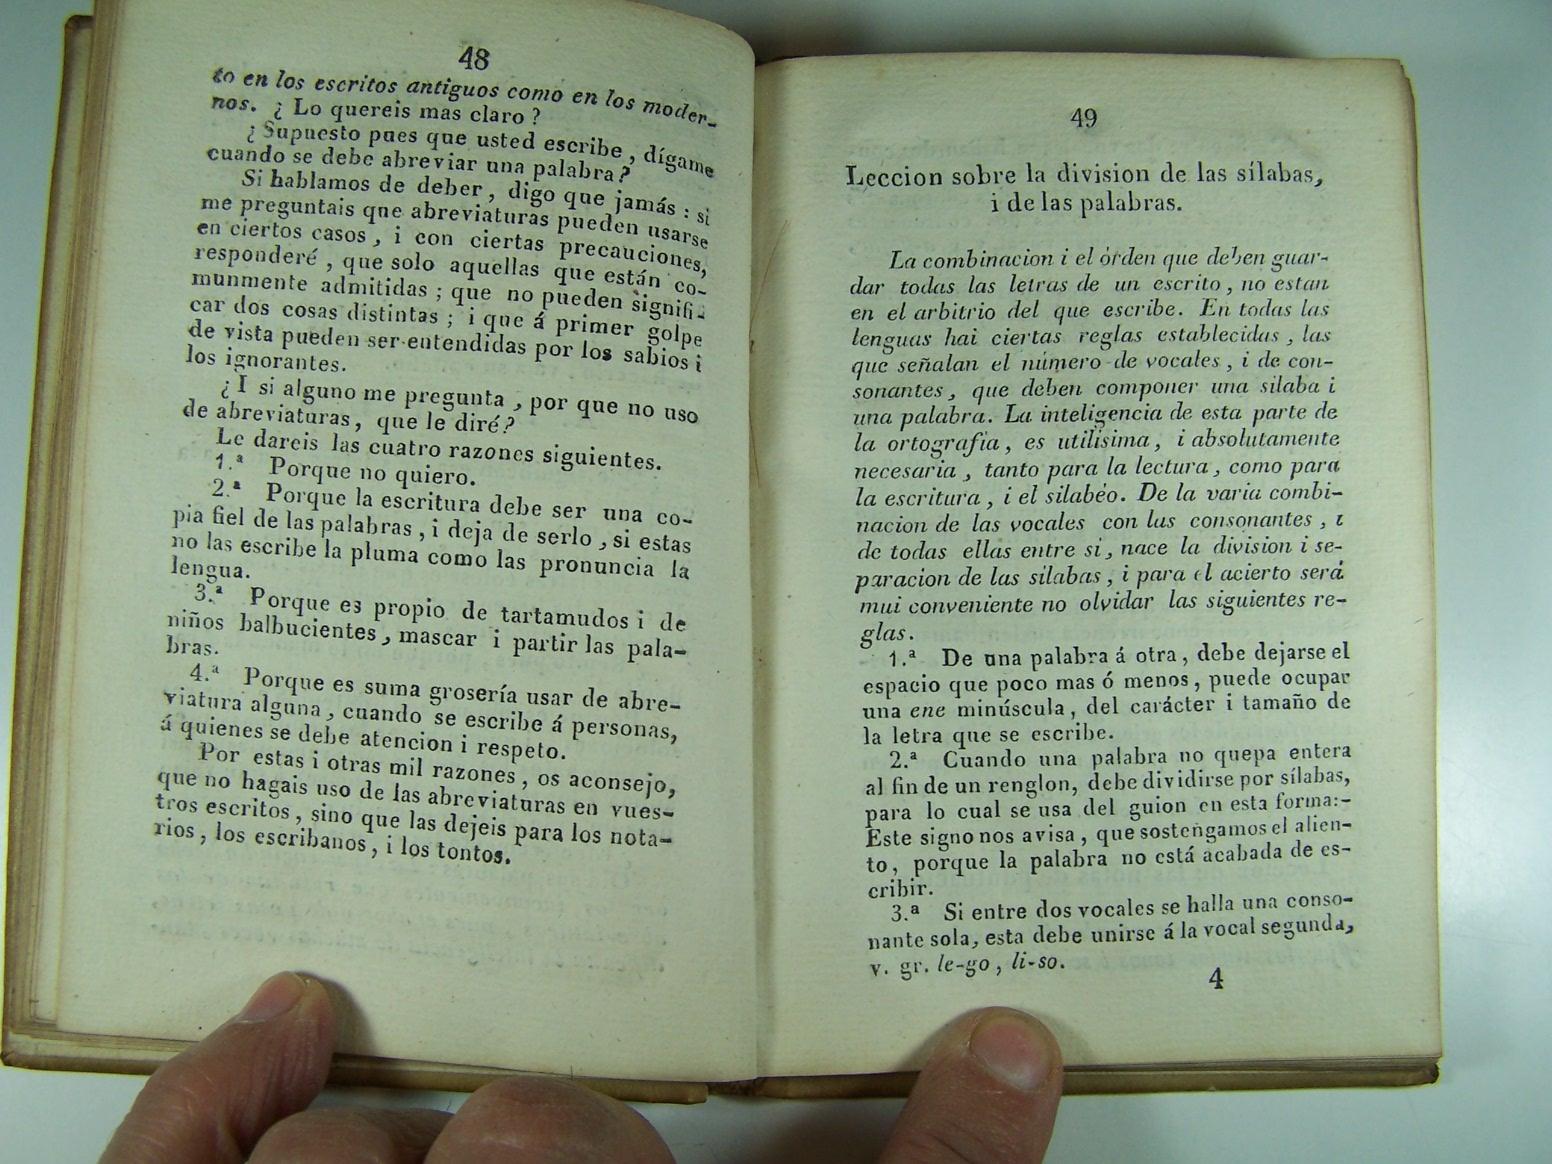 48
to en los escritos antiguos como en los moder-
nos. ¿ Lo quereis mas claro ?
¿ Supuesto pues que usted escribe , dígame
cuando se debe abreviar una palabra?
Si hablamos de deber , digo que jamás : si
me preguntais que abreviaturas pueden usarse
en ciertos casos , i con ciertas precauciones,
responderé , que solo aquellas que están co-
munmente admitidas ; que no pueden signifi-
car dos cosas distintas ; i que á primer golpe
de vista pueden ser entendidas por los sabios i
los ignorantes.
¿ I si alguno me pregunta , por que no uso
de abreviaturas, que le diré?
Le dareis las cuatro razones siguientes.
1.ª Porque no quiero.
2.ª Porque la escritura debe ser una co-
pia fiel de las palabras , i deja de serlo , si estas
no las escribe la pluma como las pronuncia la
lengua.
3.ª Porque es propio de tartamudos i de
niños balbucientes, mascar i partir las pala-
bras.
4.ª Porque es suma grosería usar de abre-
viatura alguna, cuando se escribe á personas,
á quienes se debe atencion i respeto.
Por estas i otras mil razones , os aconsejo,
que no hagais uso de las abreviaturas en vues-
tros escritos , sino que las dejeis para los nota-
rios , los escribanos , i los tontos.
49
Leccion sobre la division de las sílabas,
i de las palabras.
La combinacion i el órden que deben guar-
dar todas las letras de un escrito , no estan
en el arbitrio del que escribe. En todas las
lenguas hai ciertas reglas establecidas , las
que señalan el número de vocales , i de con-
sonantes, que deben componer una silaba i
una palabra. La inteligencia de esta parte de
la ortografia , es utilisima , i absolutamente
necesaria , tanto para la lectura, como para
la escritura , i el silabéo. De la varia combi-
nacion de las vocales con las consonantes , i
de todas ellas entre si, nace la division i se-
paracion de las silabas , i para el acierto será
mui conveniente no olvidar las siguientes re-
glas.
1.ª De una palabra á otra , debe dejarse el
espacio que poco mas ó menos , puede ocupar
una ene minúscula , del carácter i tamaño de
la letra que se escribe.
2.ª Cuando una palabra no quepa entera
al fin de un renglon, debe dividirse por sílabas,
para lo cual se usa del guion en esta forma:-
Este signo nos avisa , que sostengamos el alien-
to, porque la palabra no está acabada de es-
cribir.
3.ª Si entre dos vocales se halla una conso-
nante sola, esta debe unirse á la vocal segunda,
v. gr. le-go , li-so.
4